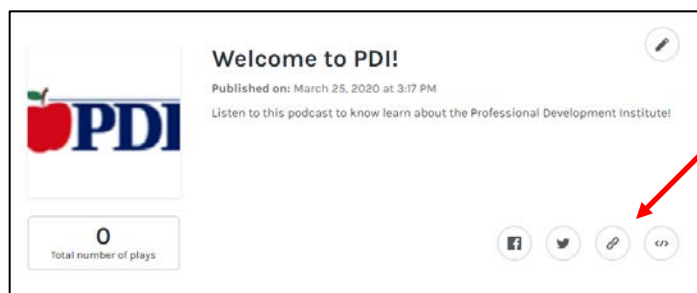 Welcome to PDI!
Published on: March 25, 2020 at 3:17 PM
Listen to this podcast to know learn about the Professional Development Institute!
PDI
0
Total number of plays